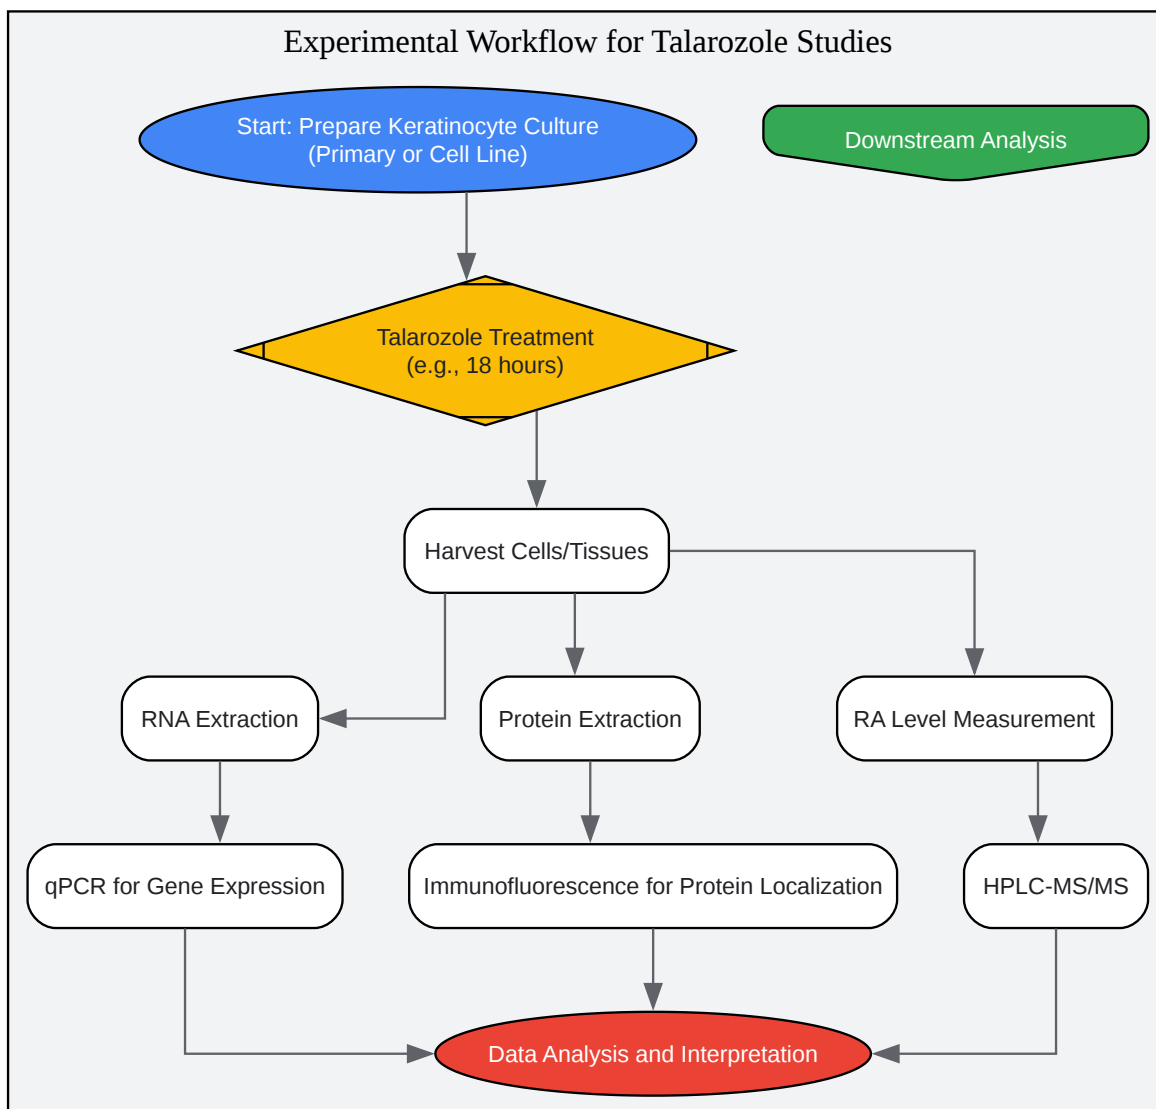 Experimental Workflow for Talarozole Studies
Start: Prepare Keratinocyte Culture
(Primary or Cell Line)
Downstream Analysis
Talarozole Treatment
(e.g., 18 hours)
Harvest Cells/Tissues
RNA Extraction
Protein Extraction
RA Level Measurement
qPCR for Gene Expression
Immunofluorescence for Protein Localization
HPLC-MS/MS
Data Analysis and Interpretation